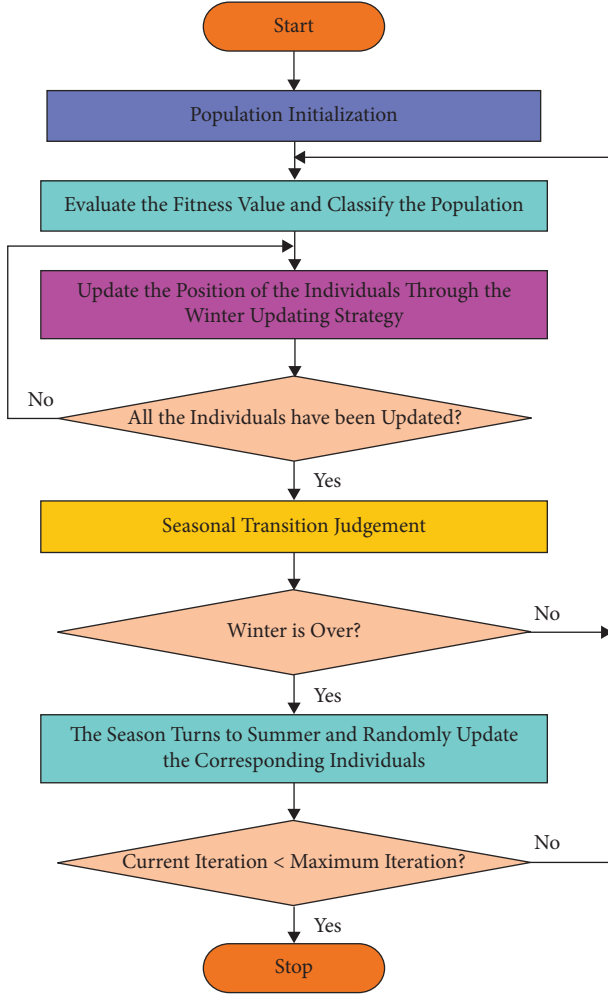 Start
Population Initialization
Evaluate the Fitness Value and Classify the Population
Update the Position of the Individuals Through the
Winter Updating Strategy
No
All the Individuals have been Updated?
Yes
Seasonal Transition Judgement
No
Winter is Over?
Yes
The Season Turns to Summer and Randomly Update
the Corresponding Individuals
No
Current Iteration < Maximum Iteration?
Yes
Stop